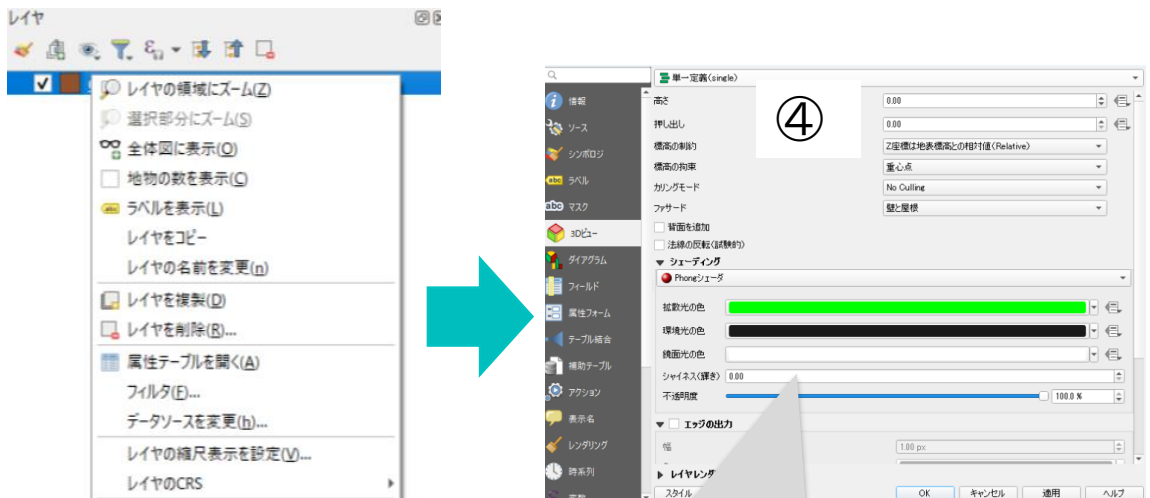 レイヤ
レイヤの領域にズーム(Z)
選択部分にズーム(S)
全体図に表示(O)
地物の数を表示(C)
ラベルを表示(L)
レイヤをコピー
レイヤの名前を変更(n)
レイヤを複製(D)
レイヤを削除(R)...
属性テーブルを開く(A)
フィルタ(F)...
データソースを変更(h)...
レイヤの縮尺表示を設定(V)...
レイヤのCRS
④
情報
ソース
シンボロジ
abc ラベル
abc マスク
3Dビュー
ダイアグラム
フィールド
属性フォーム
テーブル結合
補助テーブル
アクション
表示名
レンダリング
時系列
単一定義(single)
高さ 0.00
押し出し 0.00
標高の制約 Z座標は地表標高との相対値(Relative)
標高の拘束 重心点
カリングモード No Culling
ファサード 壁と屋根
背面を追加
法線の反転(試験的)
シェーディング
Phongシェーダ
拡散光の色
環境光の色
鏡面光の色
シャイネス(輝き) 0.00
不透明度 100.0 %
エッジの出力
幅 1.00 px
レイヤレンダ
スタイル OK キャンセル 適用 ヘルプ